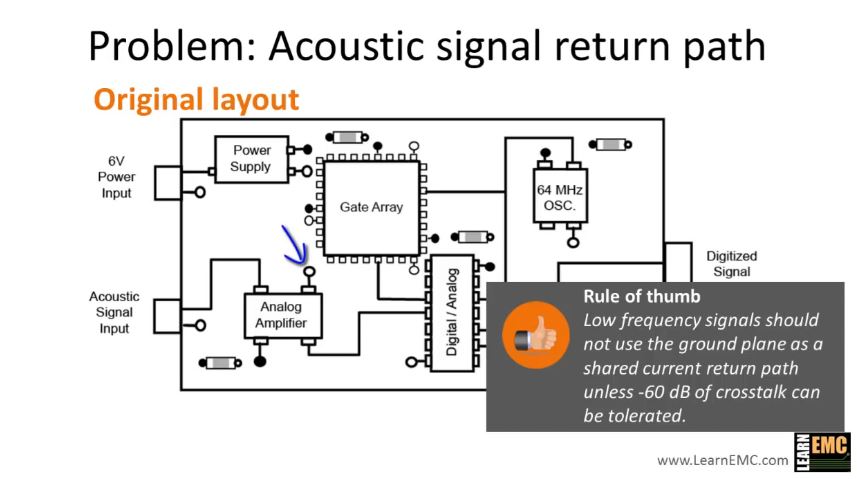 Problem: Acoustic signal return path
Original layout
6V
Power
Input
Power
Supply
Gate Array
64 MHz
OSC.
Acoustic
Signal
Input
Analog
Amplifier
Digital / Analog
Digitized
Signal
Rule of thumb
Low frequency signals should
not use the ground plane as a
shared current return path
unless -60 dB of crosstalk can
be tolerated.
www.LearnEMC.com
LEARN
EMC